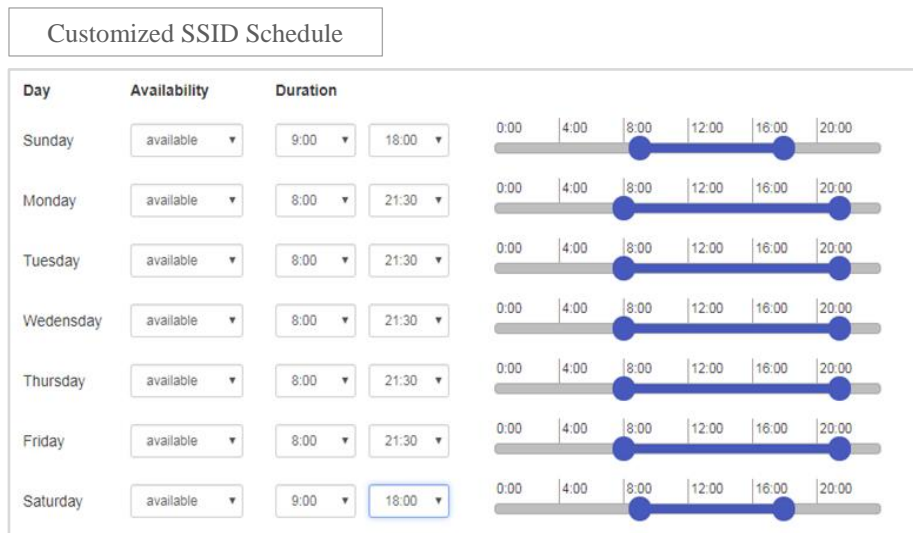 Customized SSID Schedule
Day Availability Duration
0:00 4:00 8:00 12:00 16:00 20:00
Sunday available 9:00 18:00
0:00 4:00 8:00 12:00 16:00 20:00
Monday available 8:00 21:30
0:00 4:00 8:00 12:00 16:00 20:00
Tuesday available 8:00 21:30
0:00 4:00 8:00 12:00 16:00 20:00
Wedensday available 8:00 21:30
0:00 4:00 8:00 12:00 16:00 20:00
Thursday available 8:00 21:30
0:00 4:00 8:00 12:00 16:00 20:00
Friday available 8:00 21:30
0:00 4:00 8:00 12:00 16:00 20:00
Saturday available 9:00 18:00